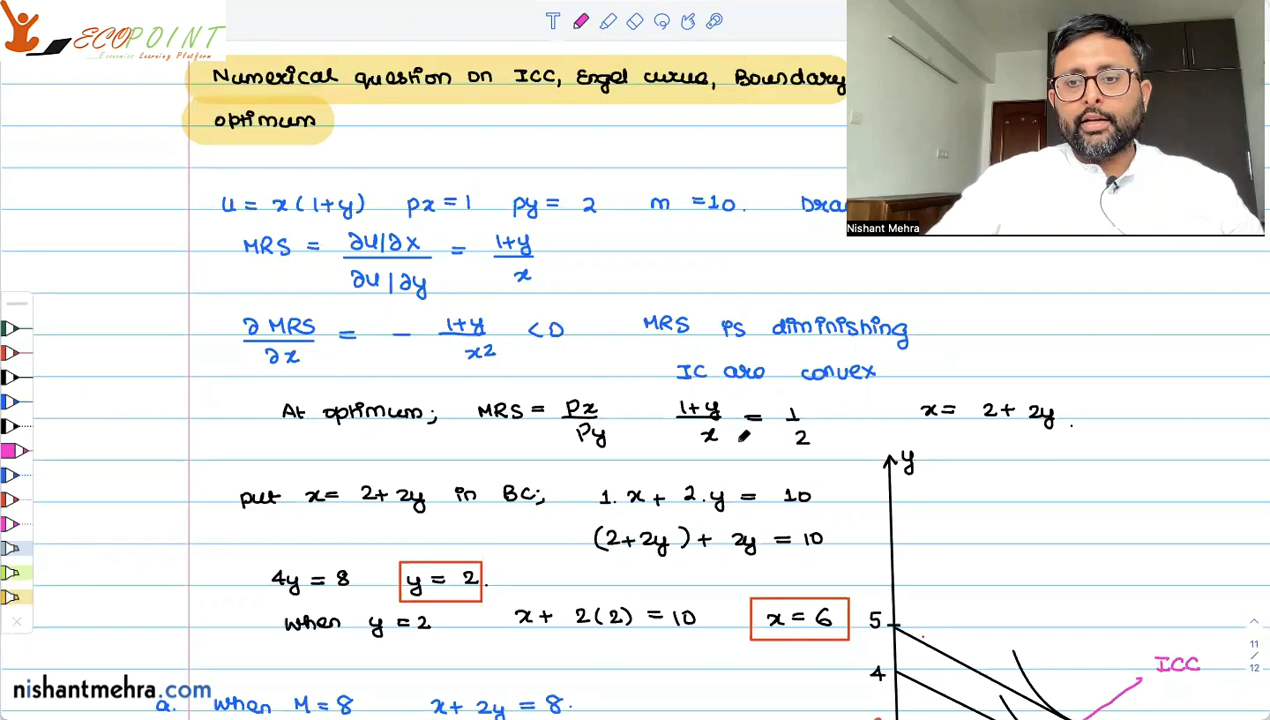 ECOPOINT
Economics Learning Platform
T
Numerical question on ICC, Engel curve, Boundary
optimum
Nishant Mehra
U = x(1+y) px = 1 py = 2 m = 10.
MRS = ∂U/∂x / ∂U/∂y = 1+y / x
∂MRS / ∂x = - 1+y / x2 <0 MRS is diminishing
IC are convex
At optimum; MRS = px / py 1+y / x = 1 / 2 x = 2 + 2y.
y
put x = 2+2y in BC; 1.x + 2.y = 10
(2+2y) + 2y = 10
4y = 8 y = 2.
when y = 2 x + 2(2) = 10 x = 6
5
4
ICC
11
12
nishantmehra.com
a. when M = 8 x + 2y = 8.